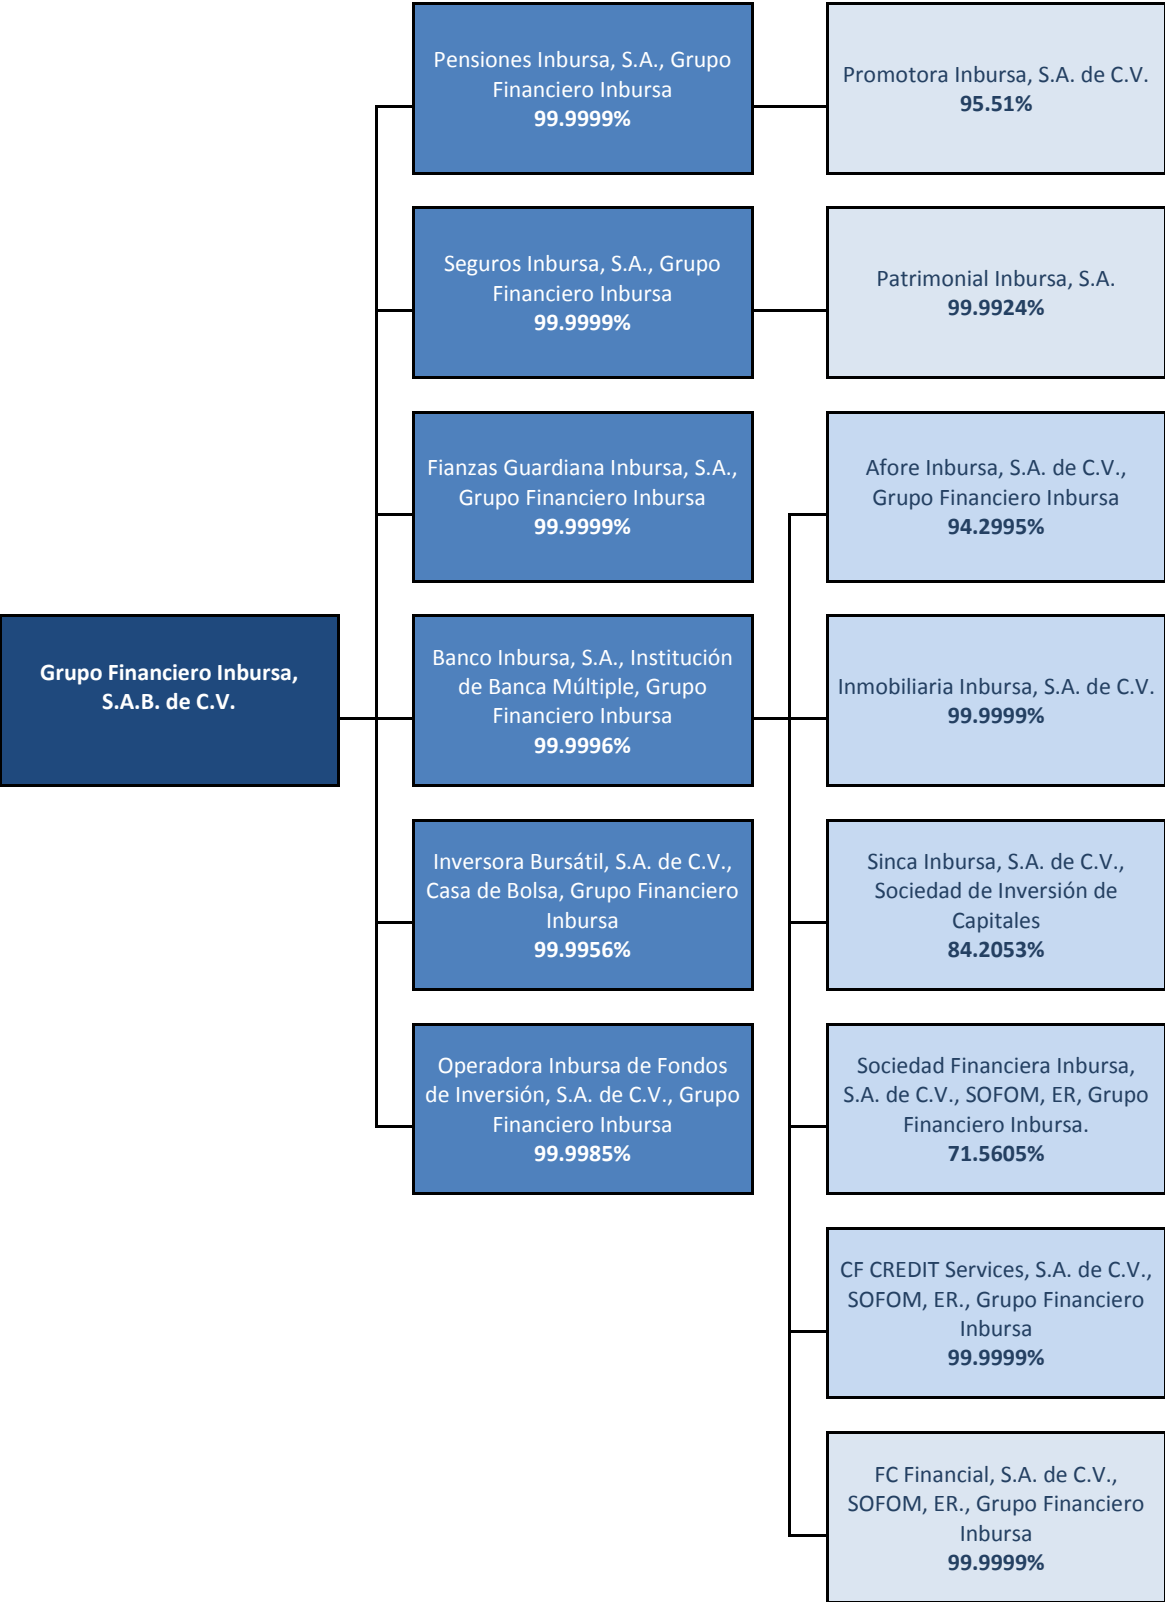 Pensiones Inbursa, S.A., Grupo
Financiero Inbursa
99.9999%
Promotora Inbursa, S.A. de C.V.
95.51%
Seguros Inbursa, S.A., Grupo
Financiero Inbursa
99.9999%
Patrimonial Inbursa, S.A.
99.9924%
Fianzas Guardiana Inbursa, S.A.,
Grupo Financiero Inbursa
99.9999%
Afore Inbursa, S.A. de C.V.,
Grupo Financiero Inbursa
94.2995%
Grupo Financiero Inbursa,
S.A.B. de C.V.
Banco Inbursa, S.A., Institución
de Banca Múltiple, Grupo
Financiero Inbursa
99.9996%
Inmobiliaria Inbursa, S.A. de C.V.
99.9999%
Inversora Bursátil, S.A. de C.V.,
Casa de Bolsa, Grupo Financiero
Inbursa
99.9956%
Sinca Inbursa, S.A. de C.V.,
Sociedad de Inversión de
Capitales
84.2053%
Operadora Inbursa de Fondos
de Inversión, S.A. de C.V., Grupo
Financiero Inbursa
99.9985%
Sociedad Financiera Inbursa,
S.A. de C.V., SOFOM, ER, Grupo
Financiero Inbursa.
71.5605%
CF CREDIT Services, S.A. de C.V.,
SOFOM, ER., Grupo Financiero
Inbursa
99.9999%
FC Financial, S.A. de C.V.,
SOFOM, ER., Grupo Financiero
Inbursa
99.9999%